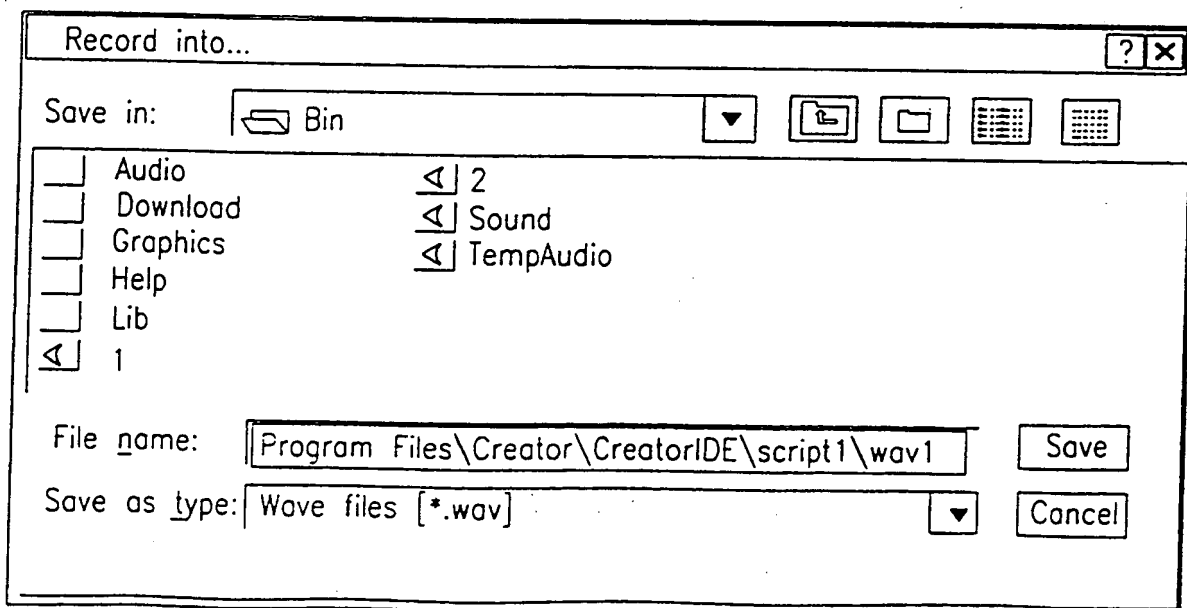 Record into...
?
Save in:
Bin
Audio
Download
Graphics
Help
Lib
1
2
Sound
TempAudio
File name:
Program Files\Creator\CreatorIDE\script1\wav1
Save
Save as type:
Wave files [*.wav]
Cancel